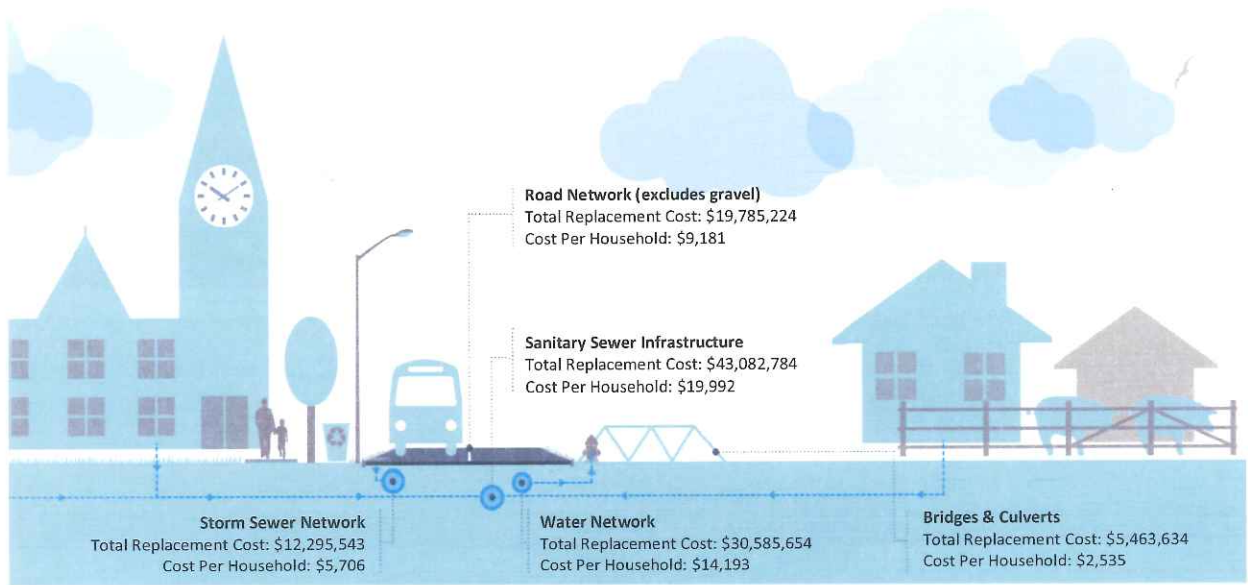 Road Network (excludes gravel)
Total Replacement Cost: $19,785,224
Cost Per Household: $9,181
Sanitary Sewer Infrastructure
Total Replacement Cost: $43,082,784
Cost Per Household: $19,992
Storm Sewer Network
Total Replacement Cost: $12,295,543
Cost Per Household: $5,706
Water Network
Total Replacement Cost: $30,585,654
Cost Per Household: $14,193
Bridges & Culverts
Total Replacement Cost: $5,463,634
Cost Per Household: $2,535